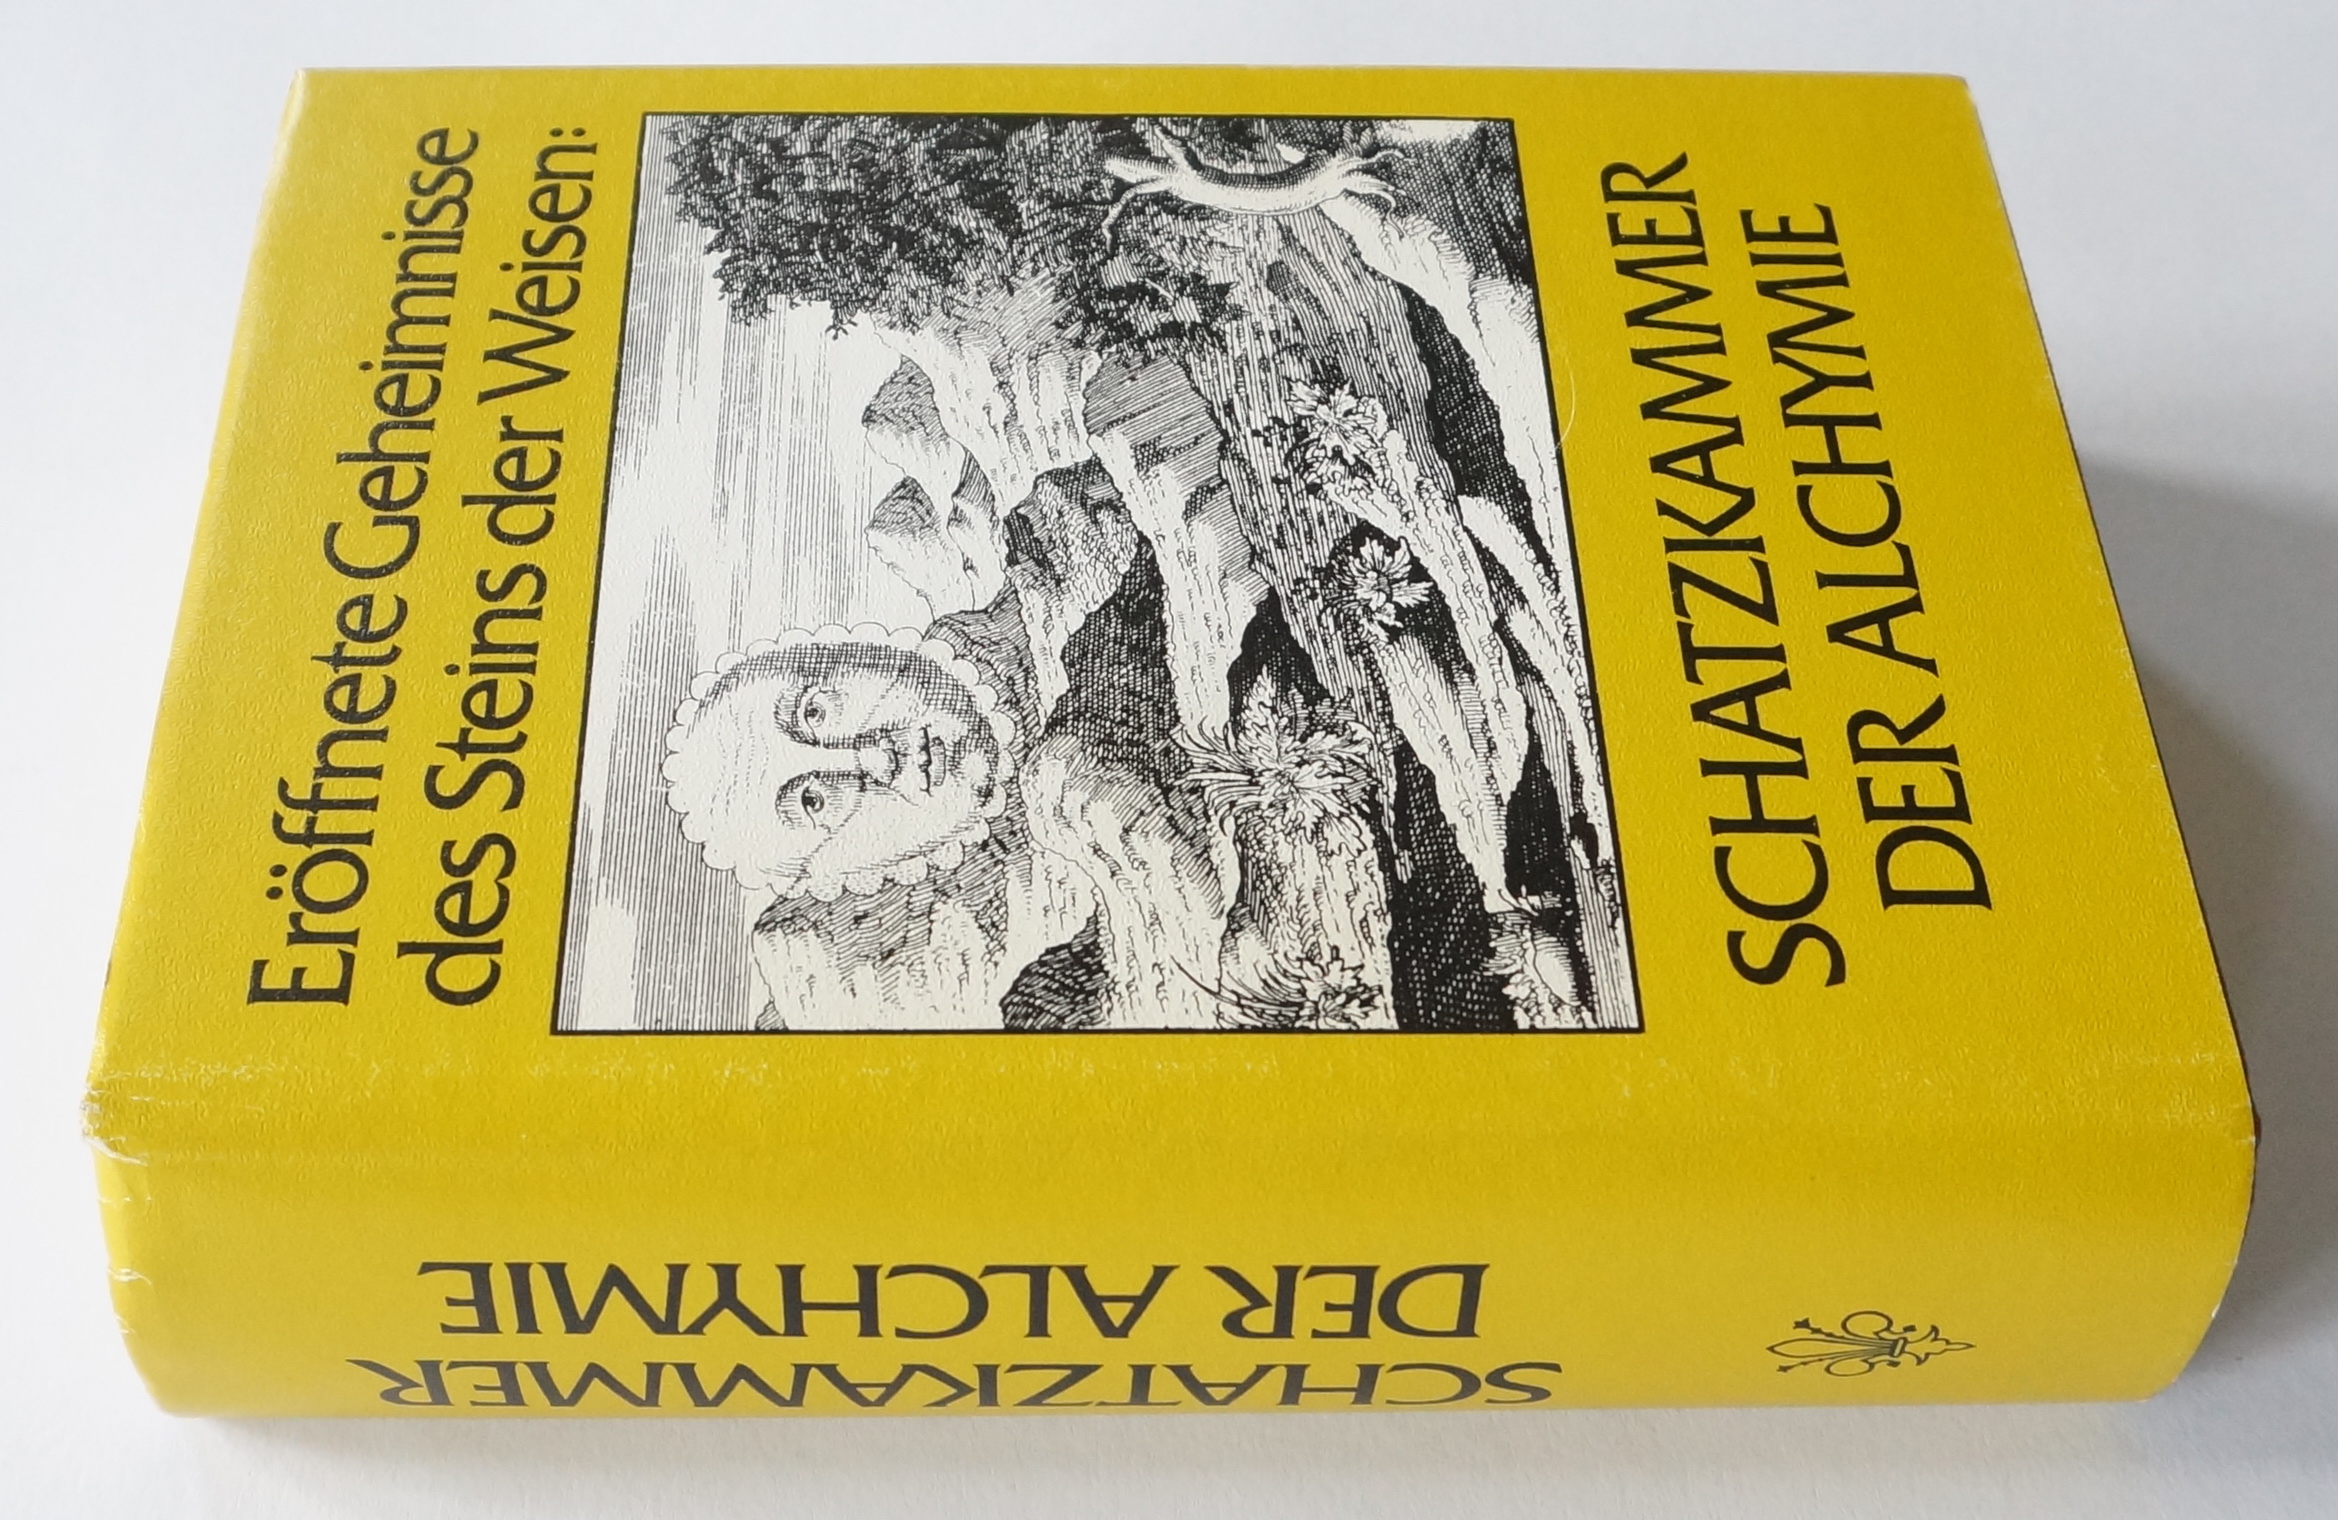 Eröffnete Geheimnisse
des Steins der Weisen:
SCHATZKAMMER
DER ALCHYMIE
SCHATZKAMMER
DER ALCHYMIE